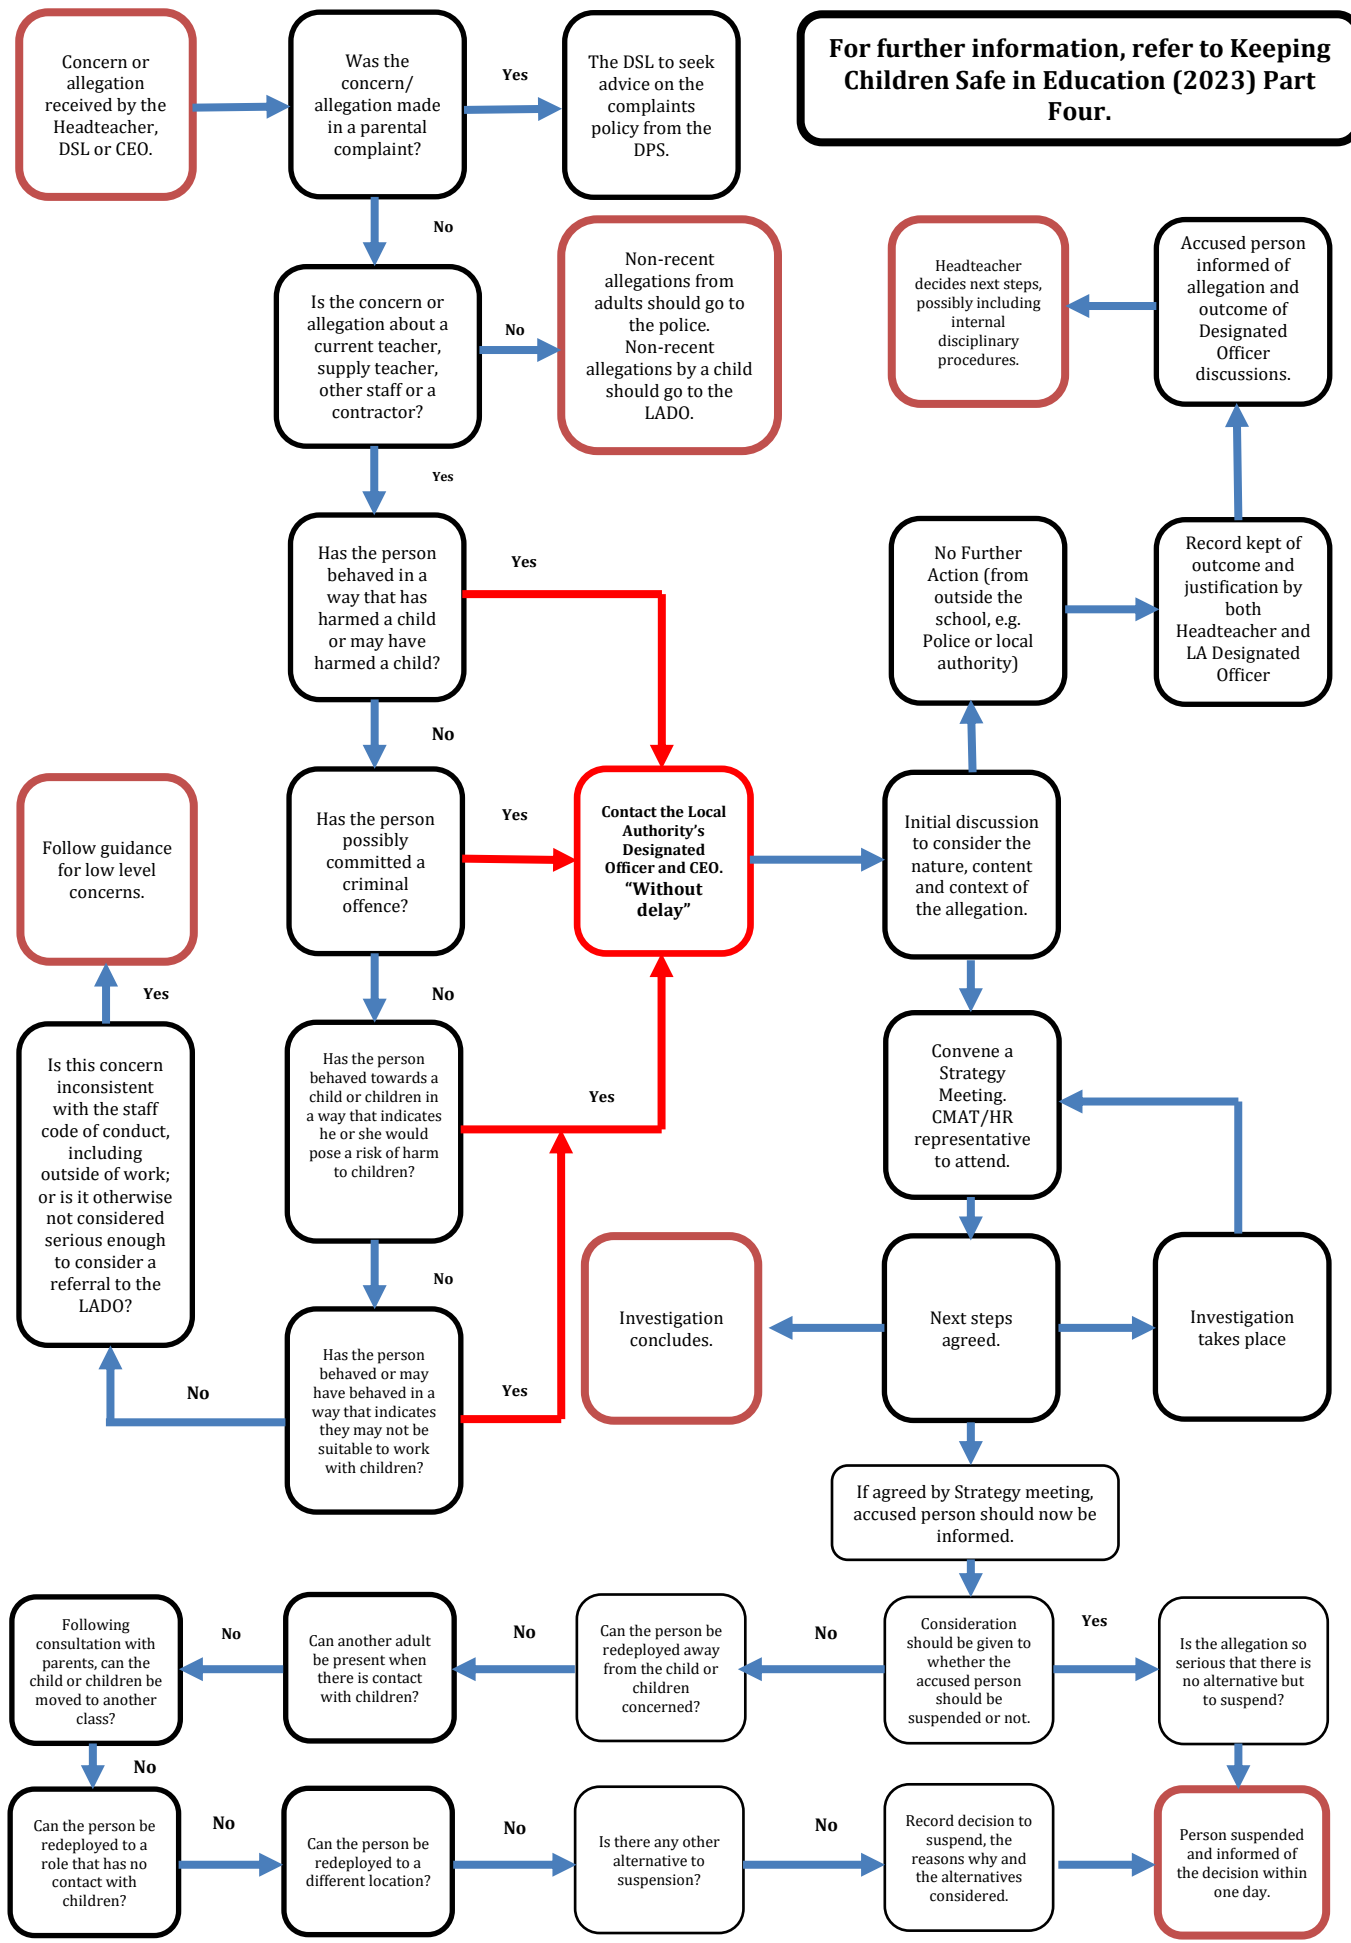 Concern or
allegation
received by the
Headteacher,
DSL or CEO.
Was the
concern/
allegation made
in a parental
complaint?
Yes
The DSL to seek
advice on the
complaints
policy from the
DPS.
For further information, refer to Keeping
Children Safe in Education (2023) Part
Four.
No
Is the concern or
allegation about a
current teacher,
supply teacher,
other staff or a
contractor?
No
Non-recent
allegations from
adults should go to
the police.
Non-recent
allegations by a child
should go to the
LADO.
Headteacher
decides next steps,
possibly including
internal
disciplinary
procedures.
Accused person
informed of
allegation and
outcome of
Designated
Officer
discussions.
Yes
Has the person
behaved in a
way that has
harmed a child
or may have
harmed a child?
Yes
No Further
Action (from
outside the
school, e.g.
Police or local
authority)
Record kept of
outcome and
justification by
both
Headteacher and
LA Designated
Officer
No
Follow guidance
for low level
concerns.
Has the person
possibly
committed a
criminal
offence?
Yes
Contact the Local
Authority's
Designated
Officer and CEO.
“Without
delay”
Initial discussion
to consider the
nature, content
and context of
the allegation.
Yes
No
Is this concern
inconsistent
with the staff
code of conduct,
including
outside of work;
or is it otherwise
not considered
serious enough
to consider a
referral to the
LADO?
Has the person
behaved towards a
child or children in
a way that indicates
he or she would
pose a risk of harm
to children?
Yes
Convene a
Strategy
Meeting.
CMAT/HR
representative
to attend.
No
No
Has the person
behaved or may
have behaved in a
way that indicates
they may not be
suitable to work
with children?
Yes
Investigation
concludes.
Next steps
agreed.
Investigation
takes place
If agreed by Strategy meeting,
accused person should now be
informed.
Following
consultation with
parents, can the
child or children be
moved to another
class?
No
Can another adult
be present when
there is contact
with children?
No
Can the person be
redeployed away
from the child or
children
concerned?
No
Consideration
should be given to
whether the
accused person
should be
suspended or not.
Yes
Is the allegation so
serious that there is
no alternative but
to suspend?
No
Can the person be
redeployed to a
role that has no
contact with
children?
No
Can the person be
redeployed to a
different location?
No
Is there any other
alternative to
suspension?
No
Record decision to
suspend, the
reasons why and
the alternatives
considered.
Person suspended
and informed of
the decision within
one day.